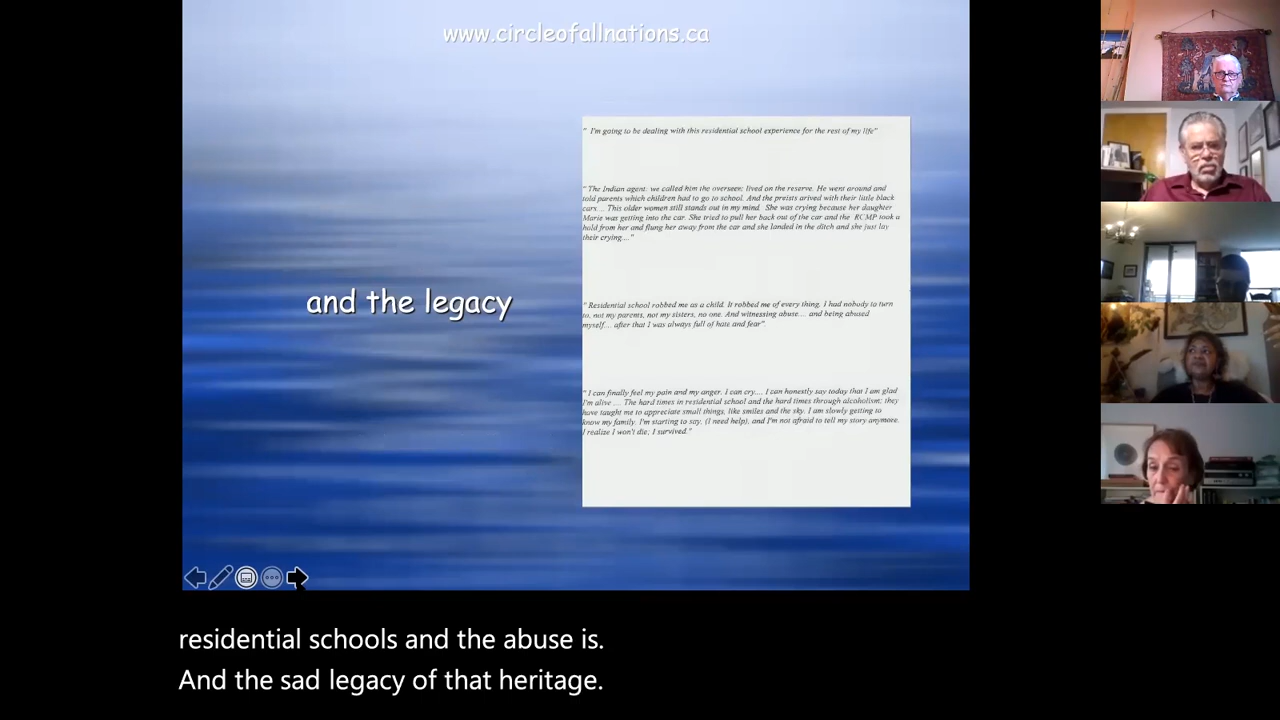 www.circleofallnations.ca
and the legacy
" I'm going to be dealing with this residential school experience for the rest of my life"
" The Indian agent: we called him the overseer; lived on the reserve. He went around and
told parents which children had to go to school. And the preists arived with their little black
cars... This older women still stands out in my mind. She was crying because her daughter
Marie was getting into the car. She tried to pull her back out of the car and the RCMP took a
hold from her and flung her away from the car and she landed in the ditch and she just lay
their crying...."
" Residential school robbed me as a child. It robbed me of every thing. I had nobody to turn
to, not my parents, not my sisters, no one. And witnessing abuse.... and being abused
myself.... after that I was always full of hate and fear".
" I can finally feel my pain and my anger. I can cry.... I can honestly say today that I am glad
I'm alive .... The hard times in residential school and the hard times through alcoholism; they
have taught me to appreciate small things, like smiles and the sky. I am slowly getting to
know my family. I'm starting to say, (I need help), and I'm not afraid to tell my story anymore.
I realize I won't die; I survived."
residential schools and the abuse is.
And the sad legacy of that heritage.